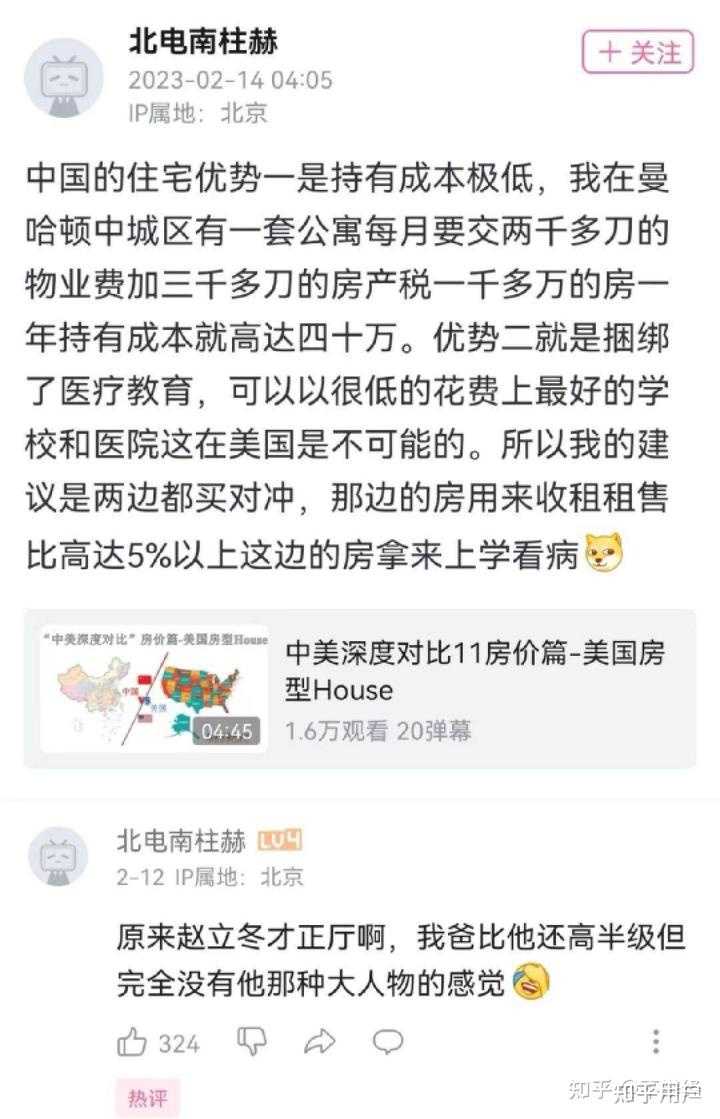 北电南柱赫
+ 关注
2023-02-14 04:05
IP属地：北京
中国的住宅优势一是持有成本极低，我在曼
哈顿中城区有一套公寓每月要交两千多刀的
物业费加三千多刀的房产税一千多万的房一
年持有成本就高达四十万。优势二就是捆绑
了医疗教育，可以以很低的花费上最好的学
校和医院这在美国是不可能的。所以我的建
议是两边都买对冲，那边的房用来收租租售
比高达5%以上这边的房拿来上学看病
“中美深度对比”房价篇-美国房型House
中国
VS
美国
04:45
中美深度对比11房价篇-美国房
型House
1.6万观看 20弹幕
北电南柱赫 LV4
2-12 IP属地：北京
原来赵立冬才正厅啊，我爸比他还高半级但
完全没有他那种大人物的感觉
324
热评
知乎
知乎用户